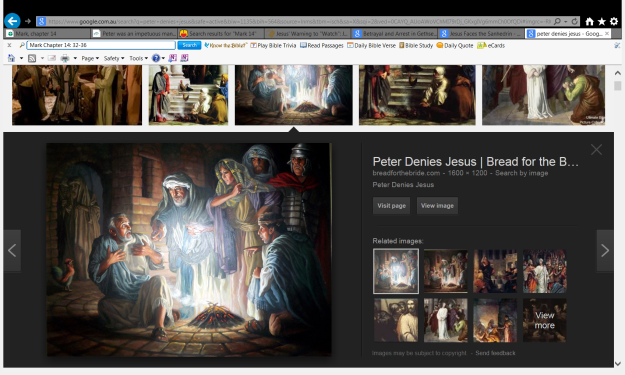 www.google.com.au
Mark, chapter 14
Peter was an impetuous man...
Search results for "Mark 14"
Jesus' Warning to "Watch"
Betrayal and Arrest in Gethse...
Jesus Faces the Sanhedrin -
peter denies jesus - Goog...
x
Mark Chapter 14: 32-36
Search
Know the Bible?
Play Bible Trivia
Read Passages
Daily Bible Verse
Bible Study
Daily Quote
eCards
Page
Safety
Tools
Peter Denies Jesus | Bread for the B...
breadforthebride.com - 1600 × 1200 - Search by image
Peter Denies Jesus
Visit page
View image
Related images:
View
more
Images may be subject to copyright - Send feedback